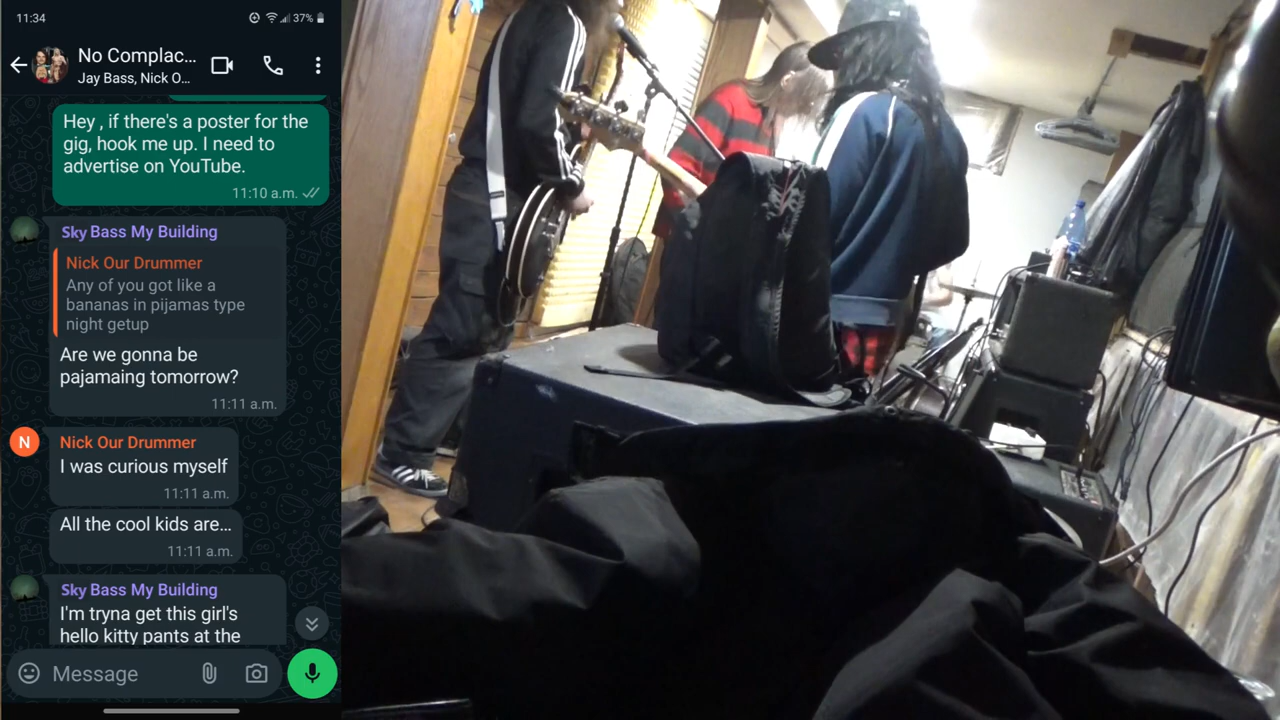 11:34
37%
No Complac...
Jay Bass, Nick O...
Hey , if there's a poster for the
gig, hook me up. I need to
advertise on YouTube.
11:10 a.m.
Sky Bass My Building
Nick Our Drummer
Any of you got like a
bananas in pijamas type
night getup
Are we gonna be
pajamaing tomorrow?
11:11 a.m.
N
Nick Our Drummer
I was curious myself
11:11 a.m.
All the cool kids are...
11:11 a.m.
Sky Bass My Building
I'm tryna get this girl's
hello kitty pants at the
Message